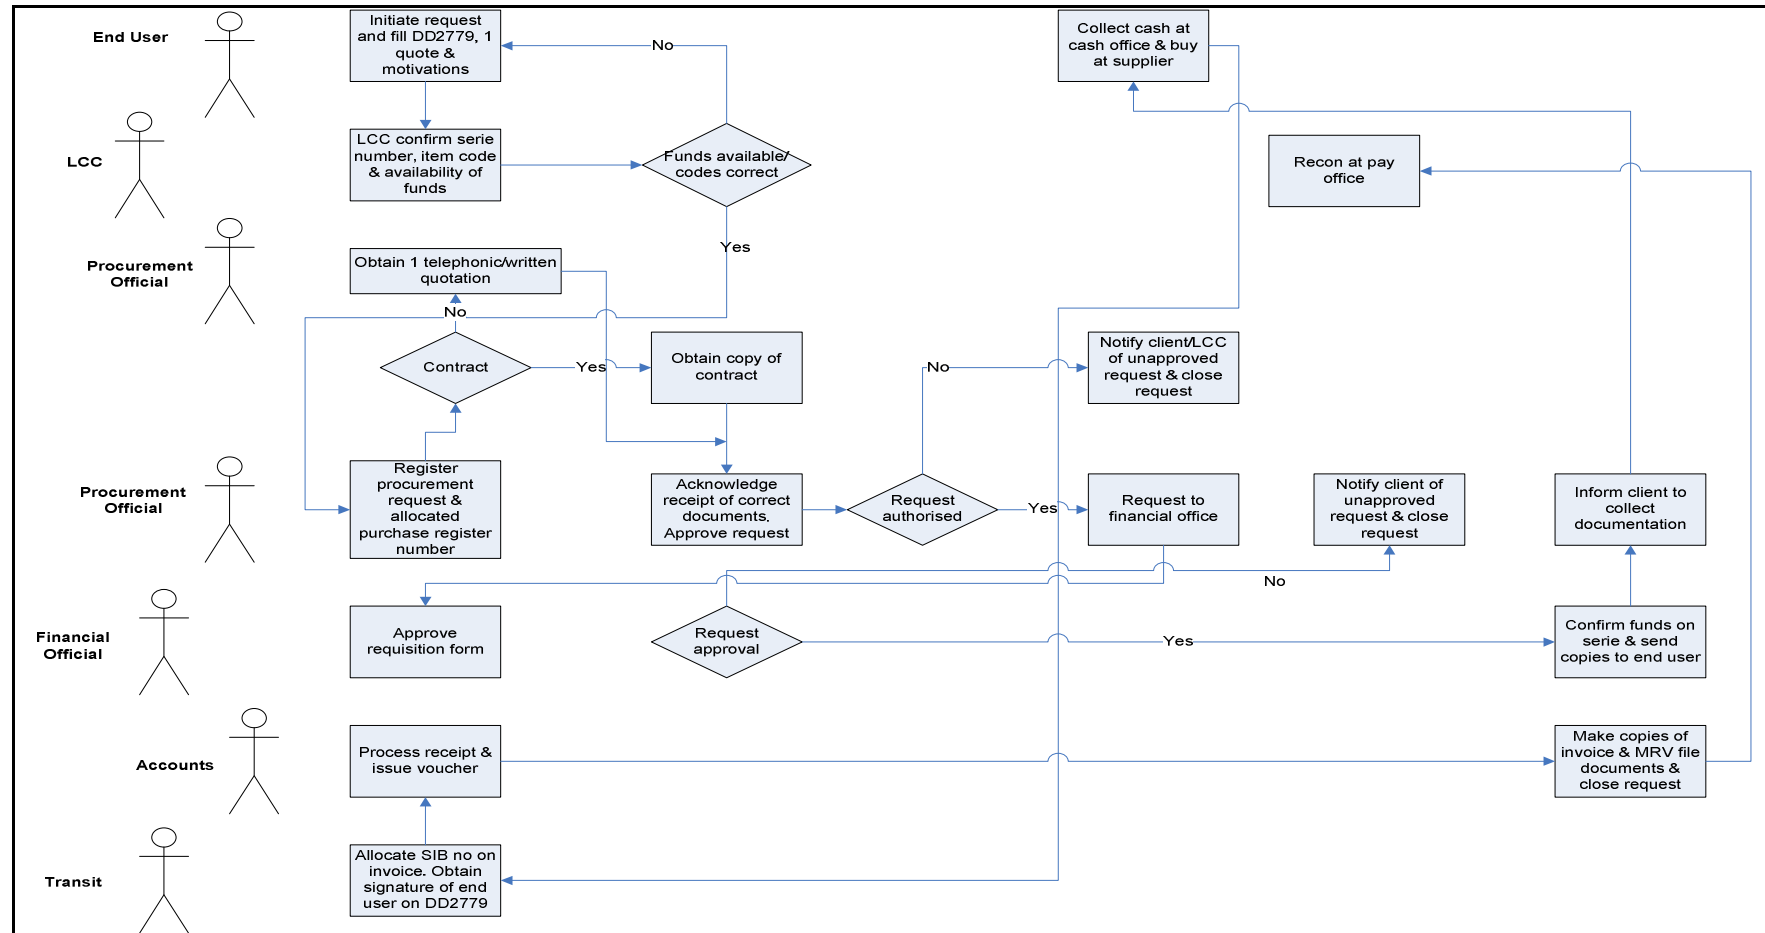 End User
Initiate request
and fill DD2779, 1
quote &
motivations
No
Collect cash at
cash office & buy
at supplier
LCC
LCC confirm serie
number, item code
& availability of
funds
Funds available/
codes correct
Recon at pay
office
Yes
Procurement
Official
Obtain 1 telephonic/written
quotation
No
Contract
Yes
Obtain copy of
contract
No
Notify client/LCC
of unapproved
request & close
request
Procurement
Official
Register
procurement
request &
allocated
purchase register
number
Acknowledge
receipt of correct
documents.
Approve request
Request
authorised
Yes
Request to
financial office
Notify client of
unapproved
request & close
request
Inform client to
collect
documentation
No
Financial
Official
Approve
requisition form
Request
approval
Yes
Confirm funds on
serie & send
copies to end user
Accounts
Process receipt &
issue voucher
Make copies of
invoice & MRV file
documents &
close request
Transit
Allocate SIB no on
invoice. Obtain
signature of end
user on DD2779